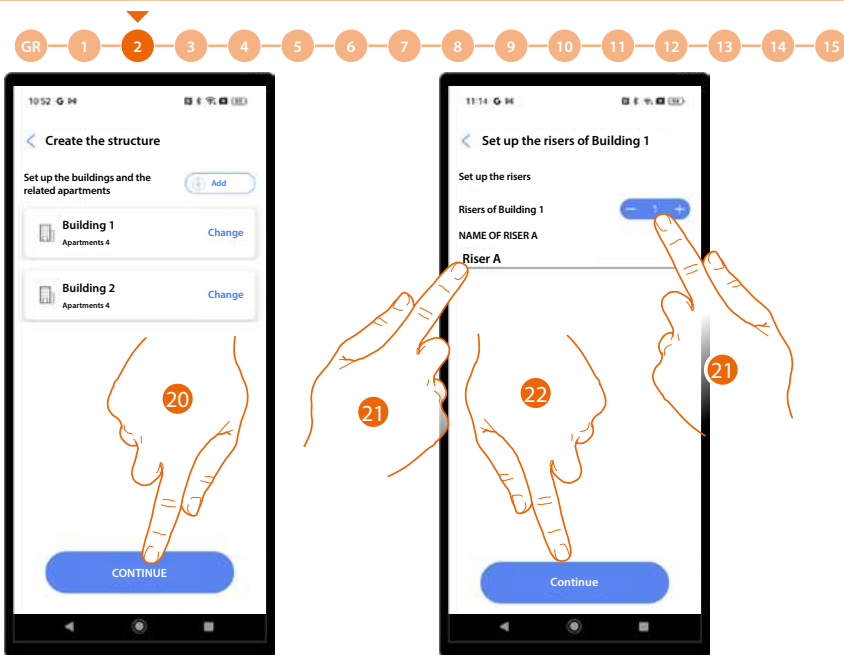 GR 1 2 3 4 5 6 7 8 9 10 11 12 13 14 15
10:52 G
Create the structure
Set up the buildings and the
related apartments
Add
Building 1
Apartments 4
Change
Building 2
Apartments 4
Change
20
CONTINUE
11:14 G
Set up the risers of Building 1
Set up the risers
Risers of Building 1
− 1 +
NAME OF RISER A
Riser A
21
21
22
Continue